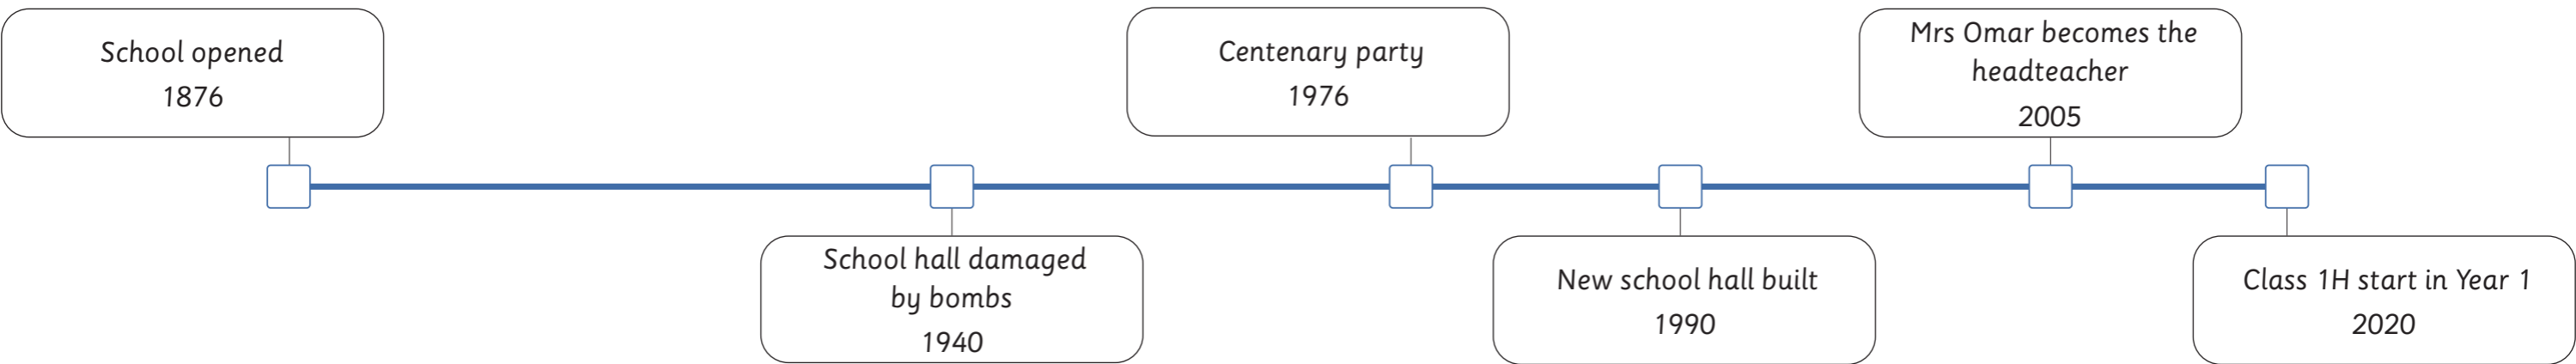 School opened
1876
School hall damaged
by bombs
1940
Centenary party
1976
New school hall built
1990
Mrs Omar becomes the
headteacher
2005
Class 1H start in Year 1
2020